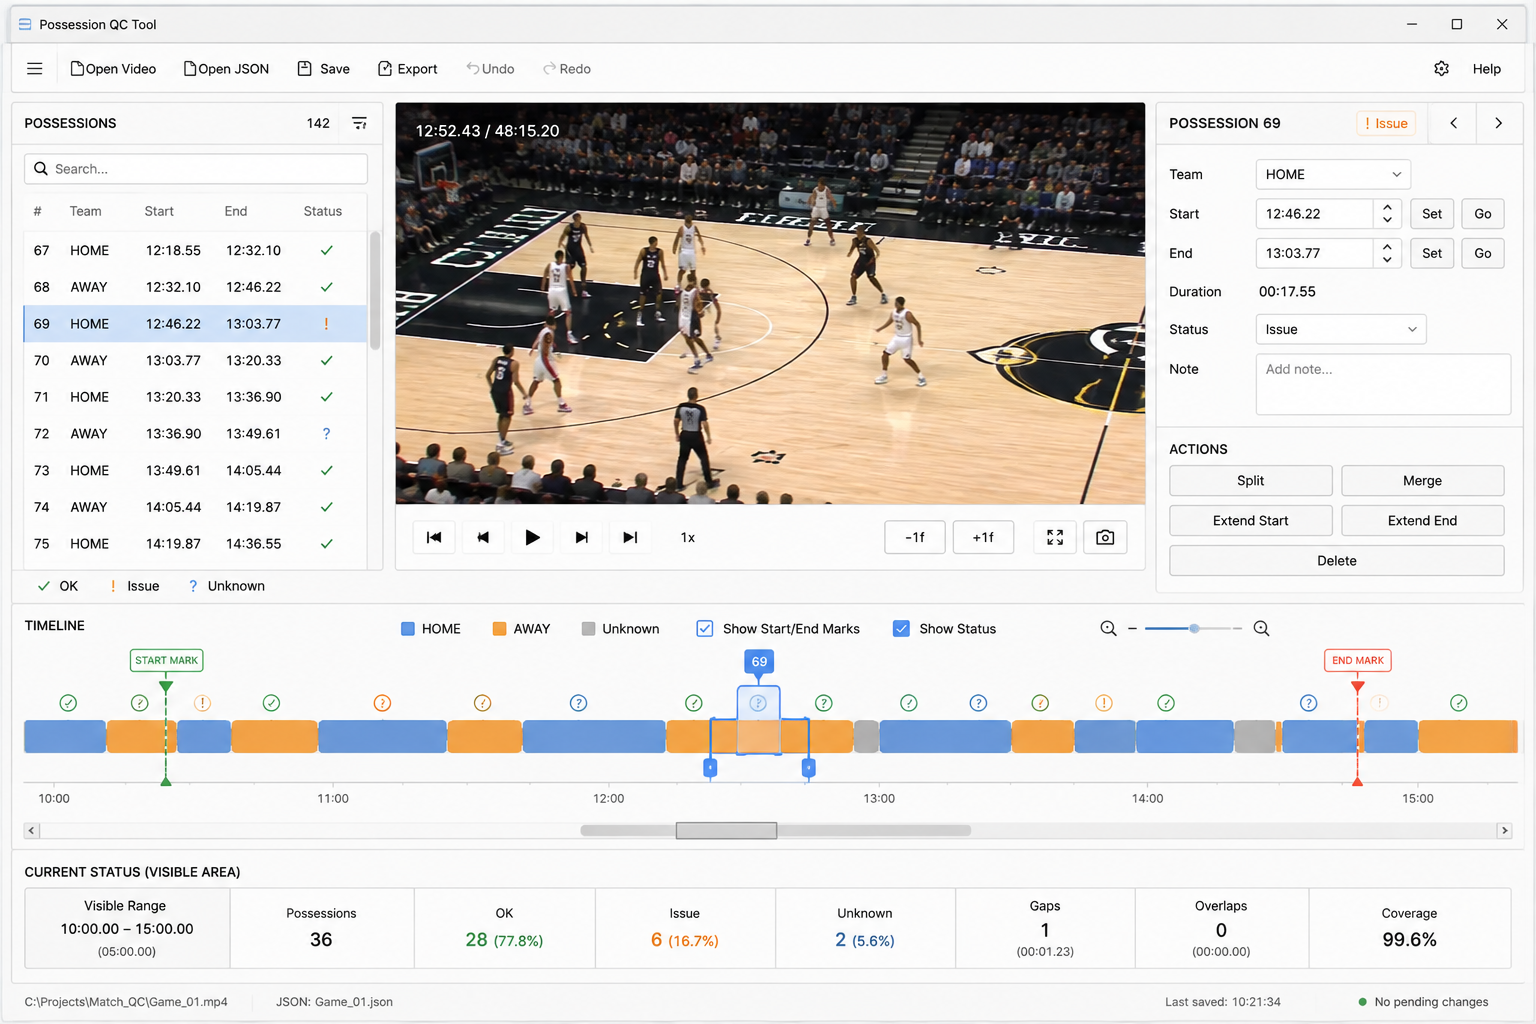 Possession QC Tool
Open Video Open JSON Save Export Undo Redo Help
POSSESSIONS 142
Search...
# Team Start End Status
67 HOME 12:18.55 12:32.10
68 AWAY 12:32.10 12:46.22
69 HOME 12:46.22 13:03.77 !
70 AWAY 13:03.77 13:20.33
71 HOME 13:20.33 13:36.90
72 AWAY 13:36.90 13:49.61 ?
73 HOME 13:49.61 14:05.44
74 AWAY 14:05.44 14:19.87
75 HOME 14:19.87 14:36.55
OK ! Issue ? Unknown
12:52.43 / 48:15.20
1x -1f +1f
POSSESSION 69 ! Issue
Team HOME
Start 12:46.22 Set Go
End 13:03.77 Set Go
Duration 00:17.55
Status Issue
Note Add note...
ACTIONS
Split Merge
Extend Start Extend End
Delete
TIMELINE HOME AWAY Unknown Show Start/End Marks Show Status
START MARK 69 END MARK
10:00 11:00 12:00 13:00 14:00 15:00
CURRENT STATUS (VISIBLE AREA)
Visible Range
10:00.00 – 15:00.00
(05:00.00)
Possessions
36
OK
28 (77.8%)
Issue
6 (16.7%)
Unknown
2 (5.6%)
Gaps
1
(00:01.23)
Overlaps
0
(00:00.00)
Coverage
99.6%
C:\Projects\Match_QC\Game_01.mp4 JSON: Game_01.json Last saved: 10:21:34 No pending changes